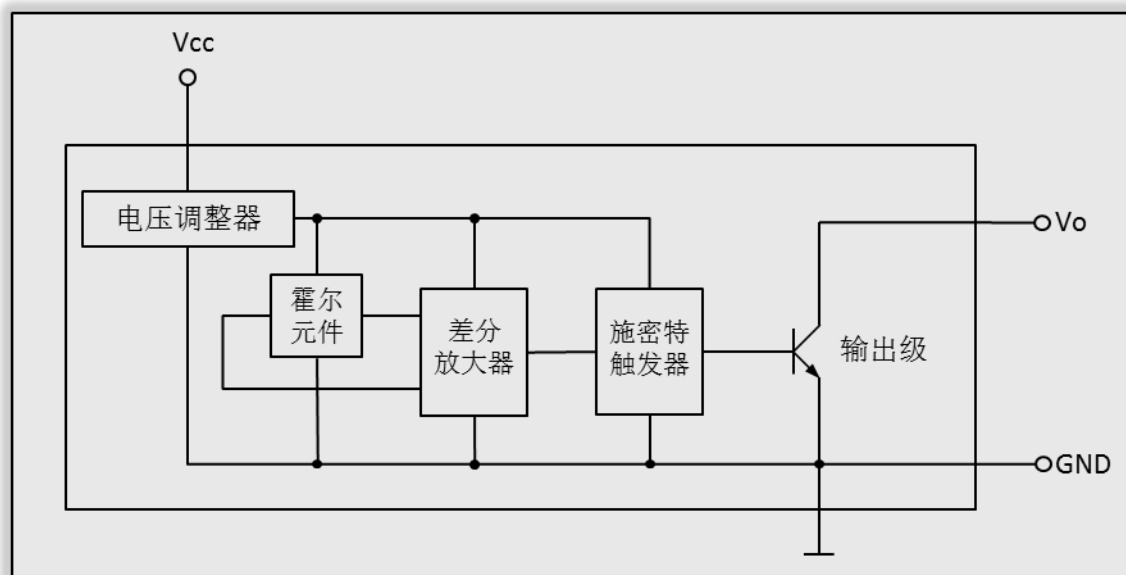 Vcc
电压调整器
Vo
霍尔
元件
差分
放大器
施密特
触发器
输出级
GND